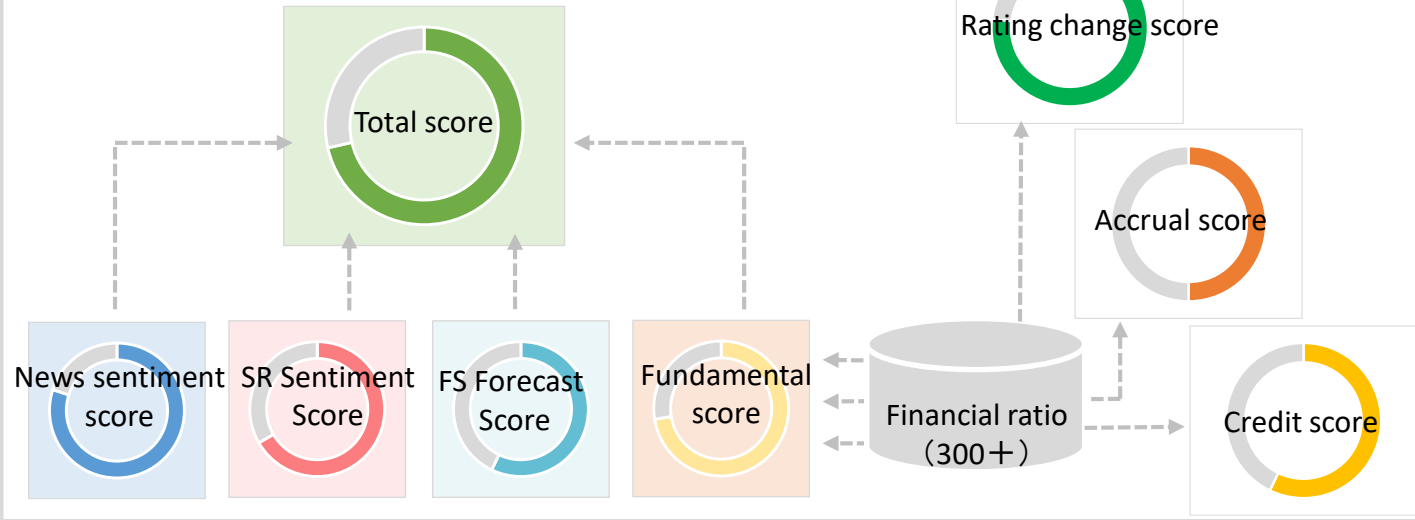 Rating change score
Total score
Accrual score
News sentiment
score
SR Sentiment
Score
FS Forecast
Score
Fundamental
score
Financial ratio
（300＋）
Credit score